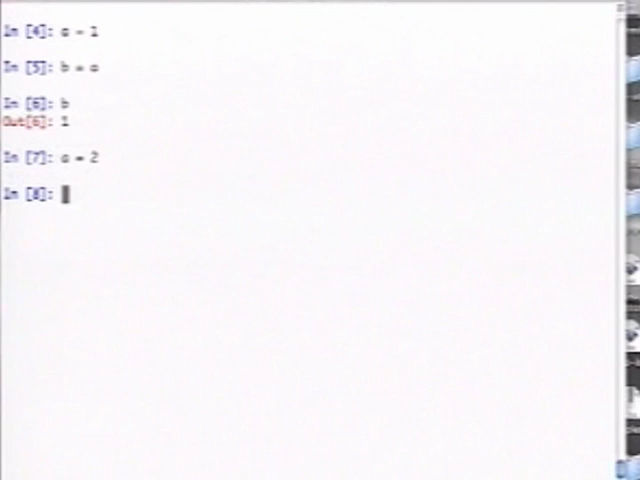 In [4]: a = 1
In [5]: b = a
In [6]: b
Out[6]: 1
In [7]: a = 2
In [8]: